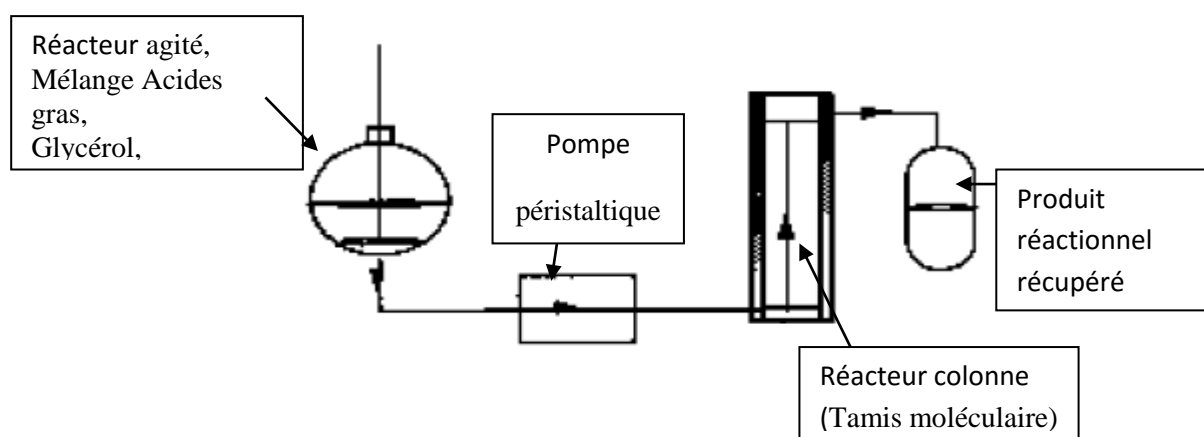 Réacteur agité,
Mélange Acides
gras,
Glycérol,
Pompe
péristaltique
Produit
réactionnel
récupéré
Réacteur colonne
(Tamis moléculaire)